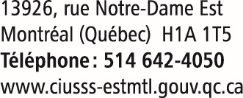 13926, rue Notre-Dame Est
Montréal (Québec)  H1A 1T5
Téléphone : 514 642-4050
www.ciusss-estmtl.gouv.qc.ca